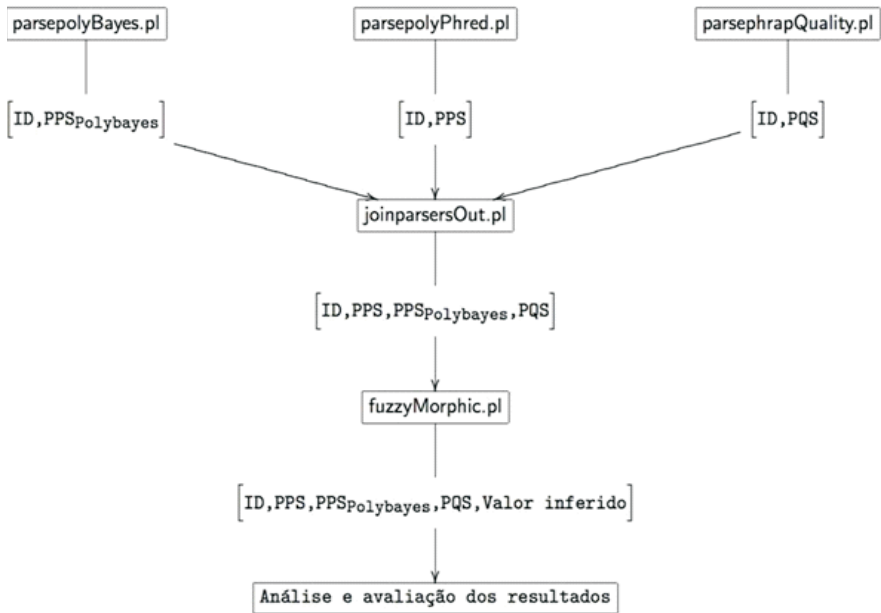 parsepolyBayes.pl
parsepolyPhred.pl
parsephrapQuality.pl
[ID,PPSPolybayes]
[ID,PPS]
[ID,PQS]
joinparsersOut.pl
[ID,PPS,PPSPolybayes,PQS]
fuzzyMorphic.pl
[ID,PPS,PPSPolybayes,PQS,Valor inferido]
Análise e avaliação dos resultados